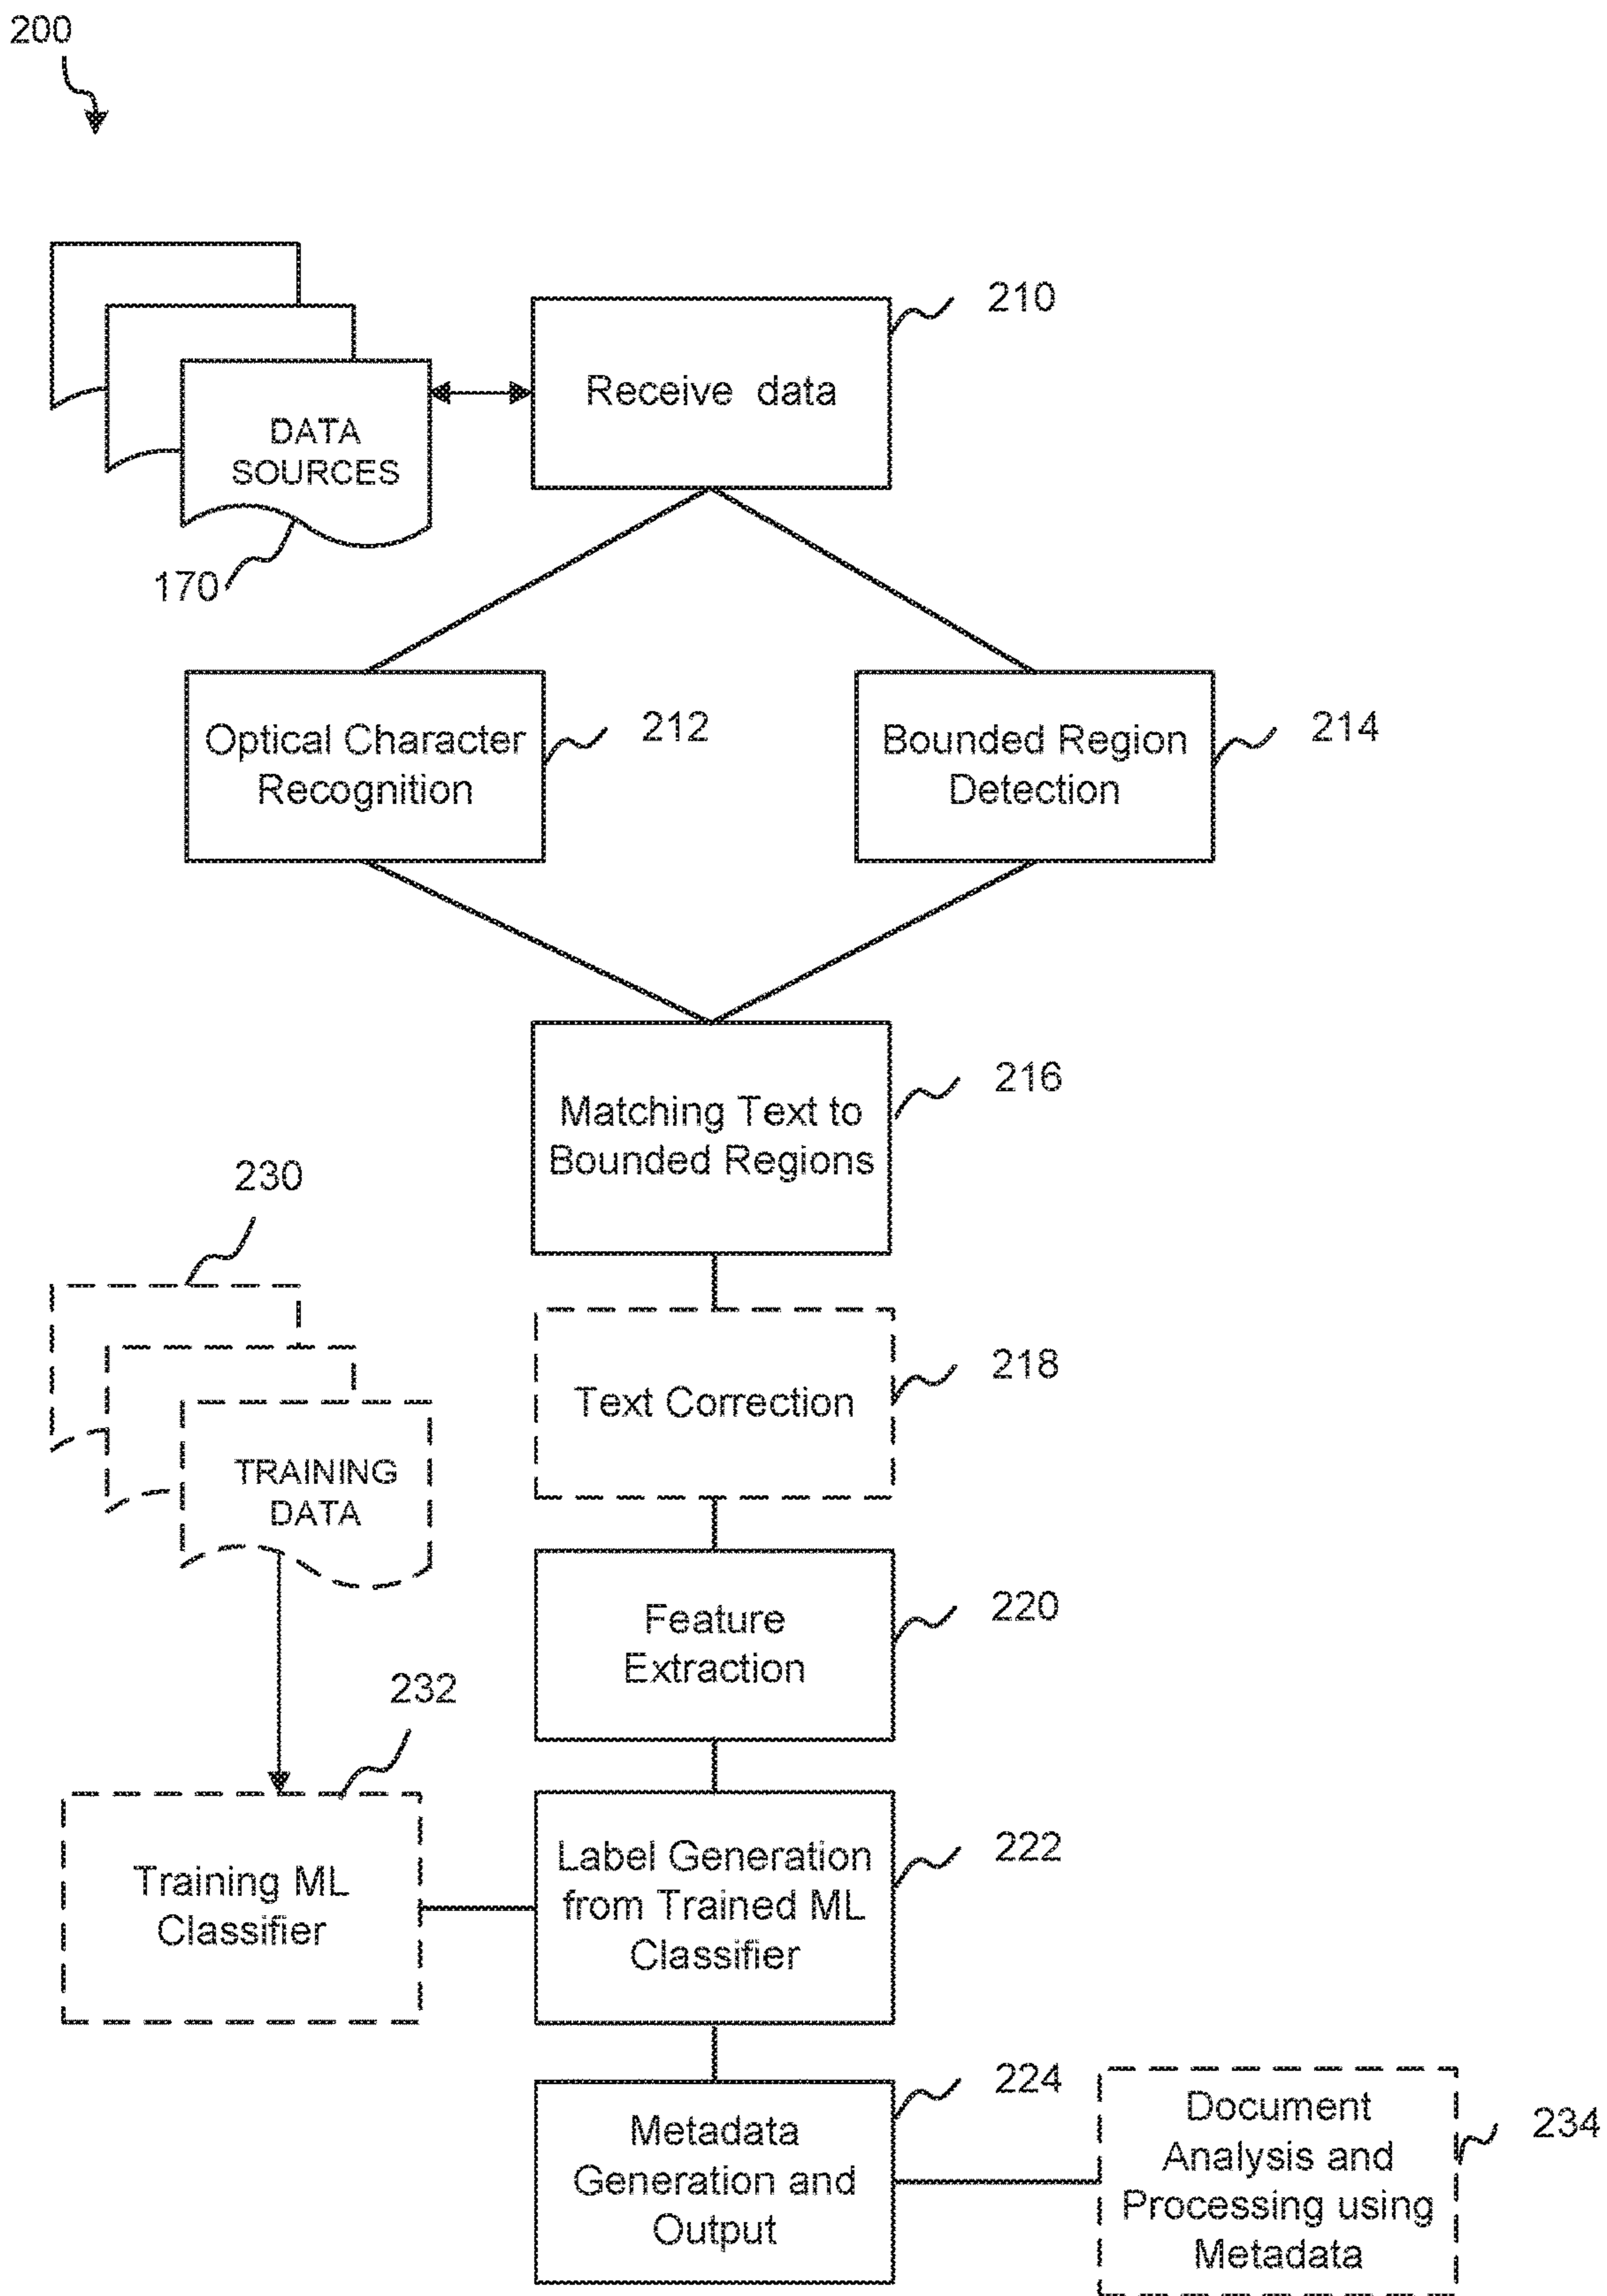 200
210
Receive data
DATA
SOURCES
170
Optical Character
Recognition
212
Bounded Region
Detection
214
216
Matching Text to
Bounded Regions
230
218
Text Correction
TRAINING
DATA
220
Feature
Extraction
232
222
Label Generation
from Trained ML
Classifier
Training ML
Classifier
224
Metadata
Generation and
Output
Document
Analysis and
Processing using
Metadata
234